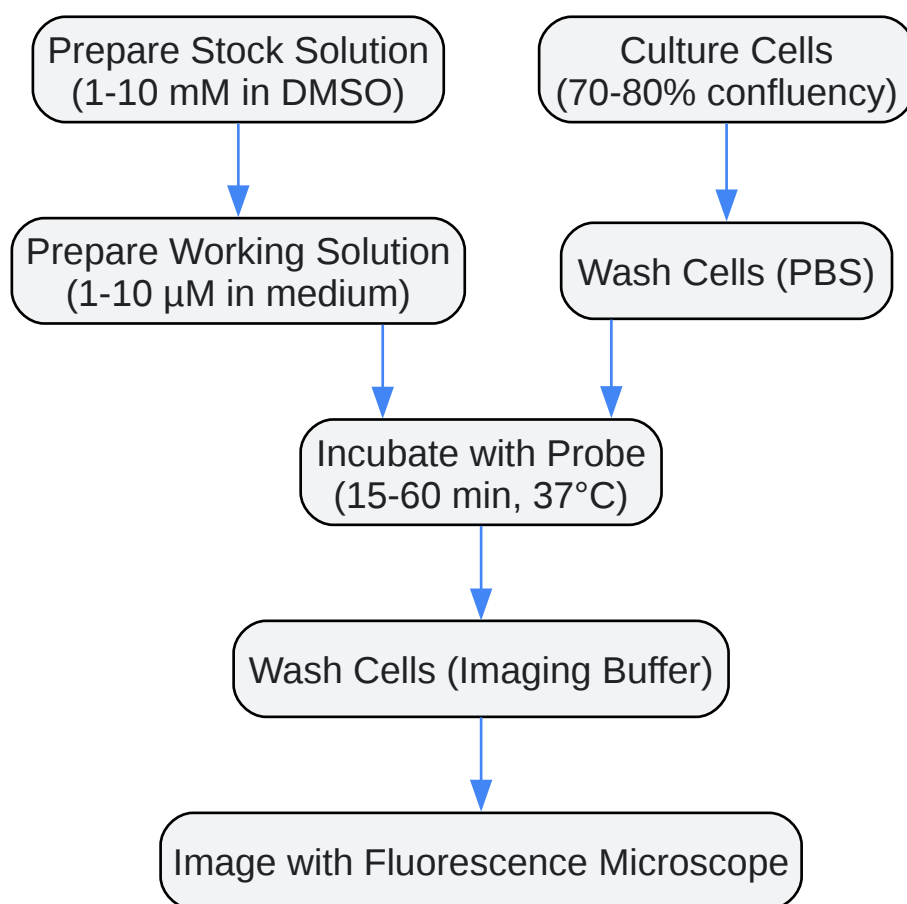 Prepare Stock Solution
(1-10 mM in DMSO)
Culture Cells
(70-80% confluency)
Prepare Working Solution
(1-10 µM in medium)
Wash Cells (PBS)
Incubate with Probe
(15-60 min, 37°C)
Wash Cells (Imaging Buffer)
Image with Fluorescence Microscope